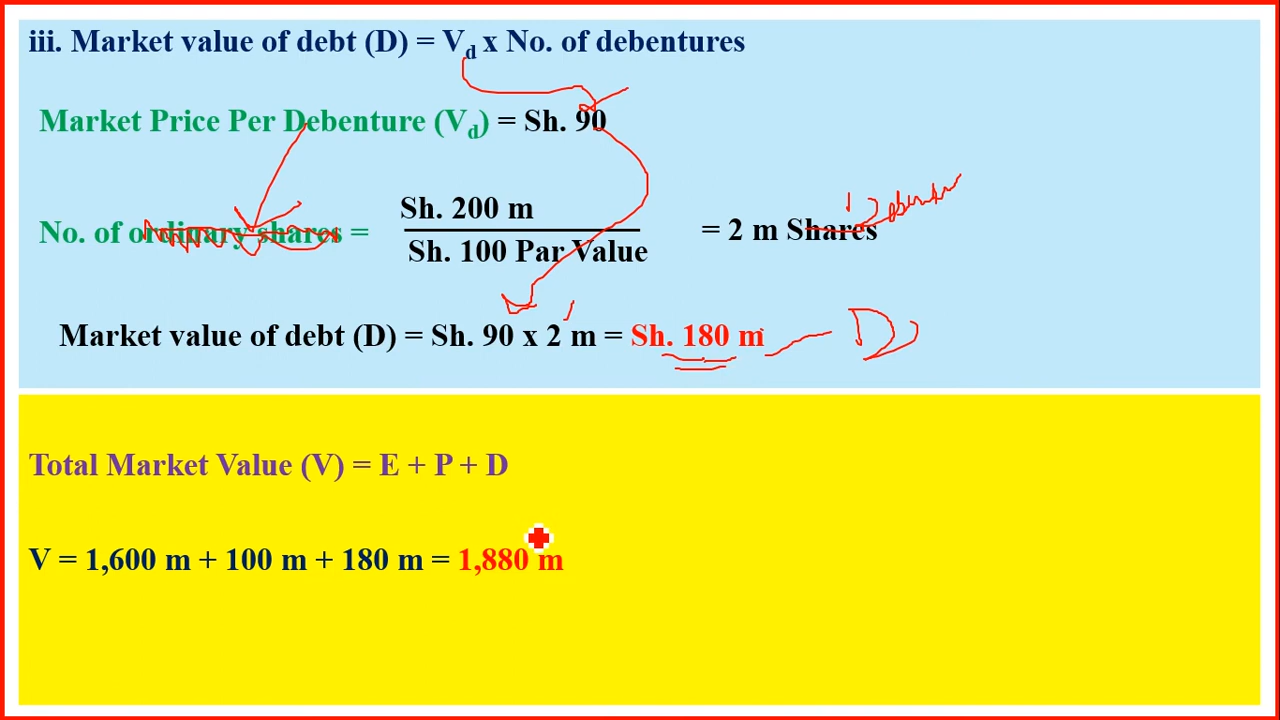 iii. Market value of debt (D) = Vd x No. of debentures
Market Price Per Debenture (Vd) = Sh. 90
Sh. 200 m
No. of ordinary shares = = 2 m Shares
Sh. 100 Par Value
Market value of debt (D) = Sh. 90 x 2 m = Sh. 180 m
D
Total Market Value (V) = E + P + D
V = 1,600 m + 100 m + 180 m = 1,880 m